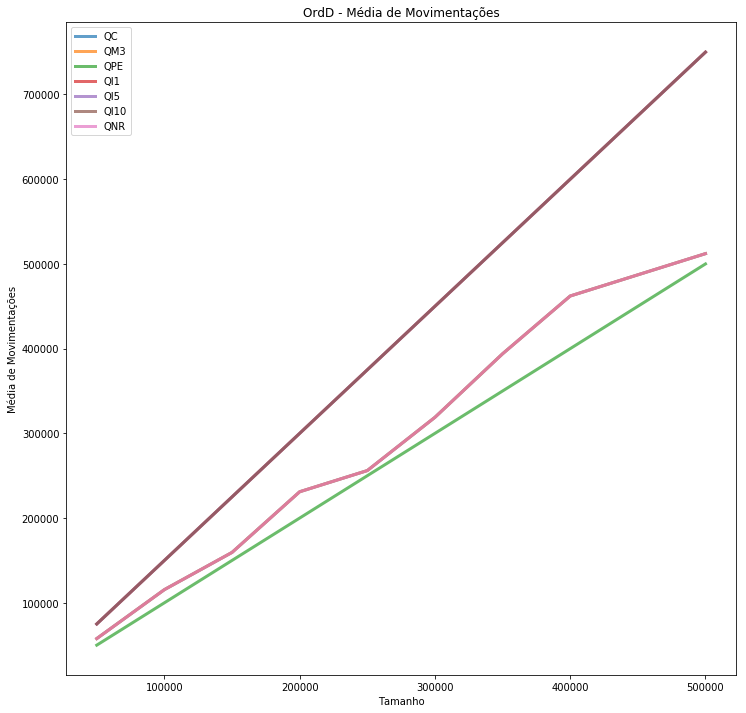 OrdD - Média de Movimentações
QC
QM3
QPE
QI1
QI5
QI10
QNR
Média de Movimentações
700000
600000
500000
400000
300000
200000
100000
100000
200000
300000
400000
500000
Tamanho